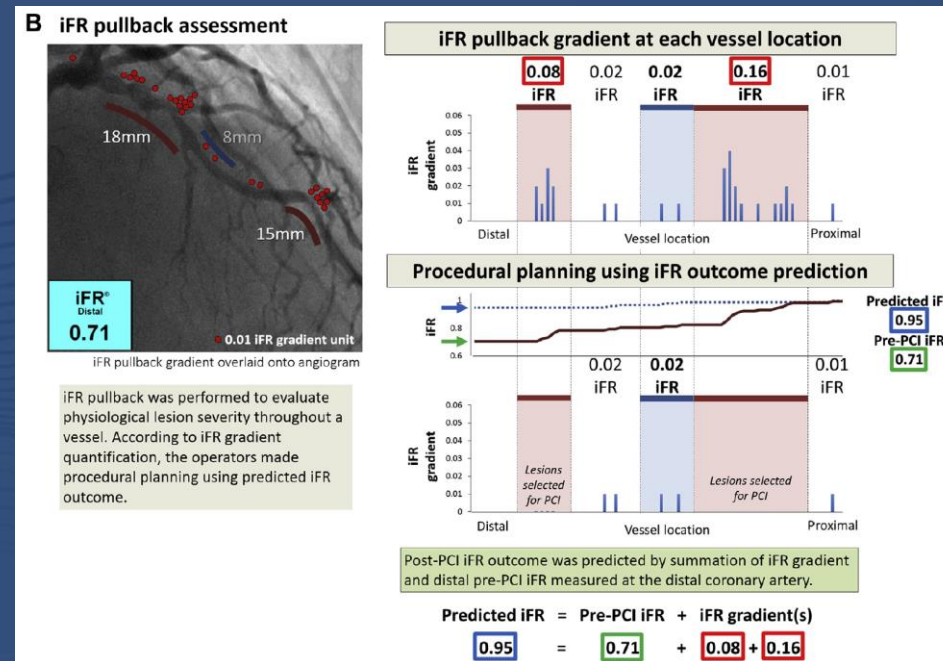 B iFR pullback assessment
18mm
8mm
15mm
iFR®
Distal
0.71
0.01 iFR gradient unit
iFR pullback gradient overlaid onto angiogram
iFR pullback was performed to evaluate
physiological lesion severity throughout a
vessel. According to iFR gradient
quantification, the operators made
procedural planning using predicted iFR
outcome.
iFR pullback gradient at each vessel location
0.08 0.02 0.02 0.16 0.01
iFR iFR iFR iFR iFR
iFR
gradient
0.06
0.05
0.04
0.03
0.02
0.01
0
Distal Vessel location Proximal
Procedural planning using iFR outcome prediction
iFR
1
0.8
0.6
Predicted iF
0.95
Pre-PCI iFR
0.71
0.02 0.02 0.01
iFR iFR iFR
iFR
gradient
0.06
0.05
0.04
0.03
0.02
0.01
0
Lesions
selected
for PCI
Lesions selected
for PCI
Distal Vessel location Proximal
Post-PCI iFR outcome was predicted by summation of iFR gradient
and distal pre-PCI iFR measured at the distal coronary artery.
Predicted iFR = Pre-PCI iFR + iFR gradient(s)
0.95 = 0.71 + 0.08 + 0.16